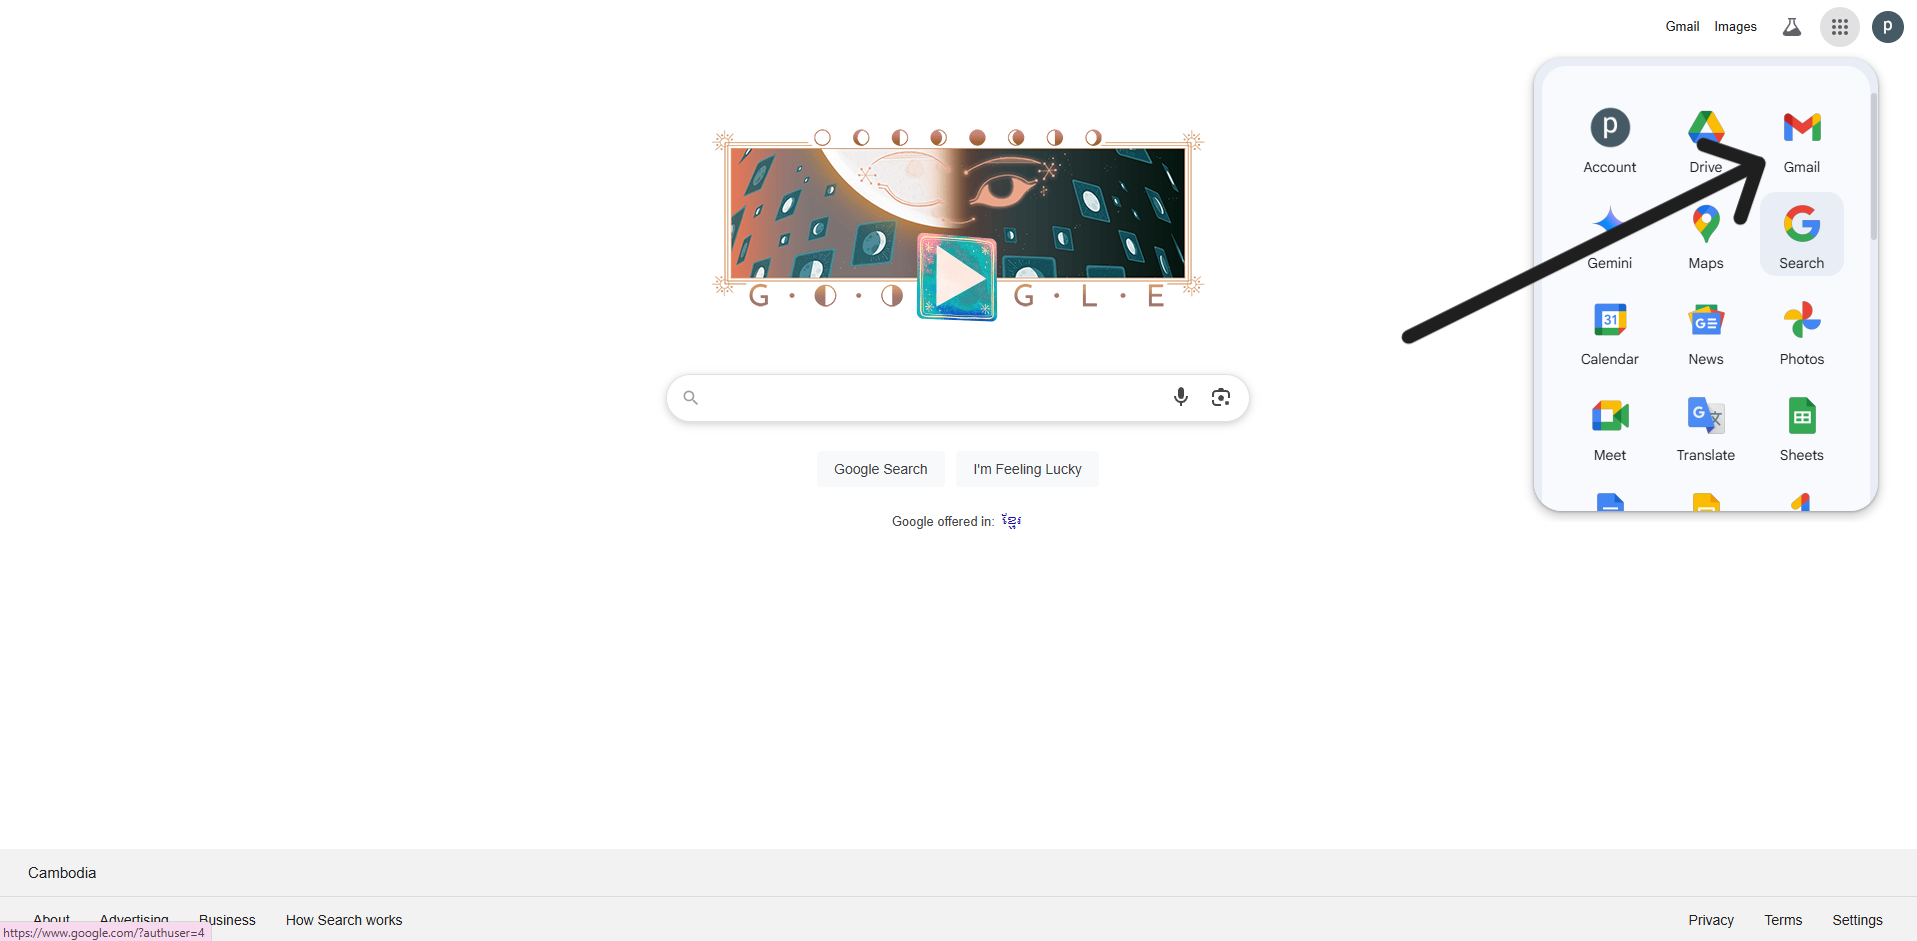 Gmail Images p
p
Account Drive Gmail
Gemini Maps Search
31
Calendar News Photos
Meet Translate Sheets
G · · G · L · E
Google Search I'm Feeling Lucky
Google offered in: ខ្មែរ
Cambodia
About Advertising Business How Search works Privacy Terms Settings
https://www.google.com/?authuser=4